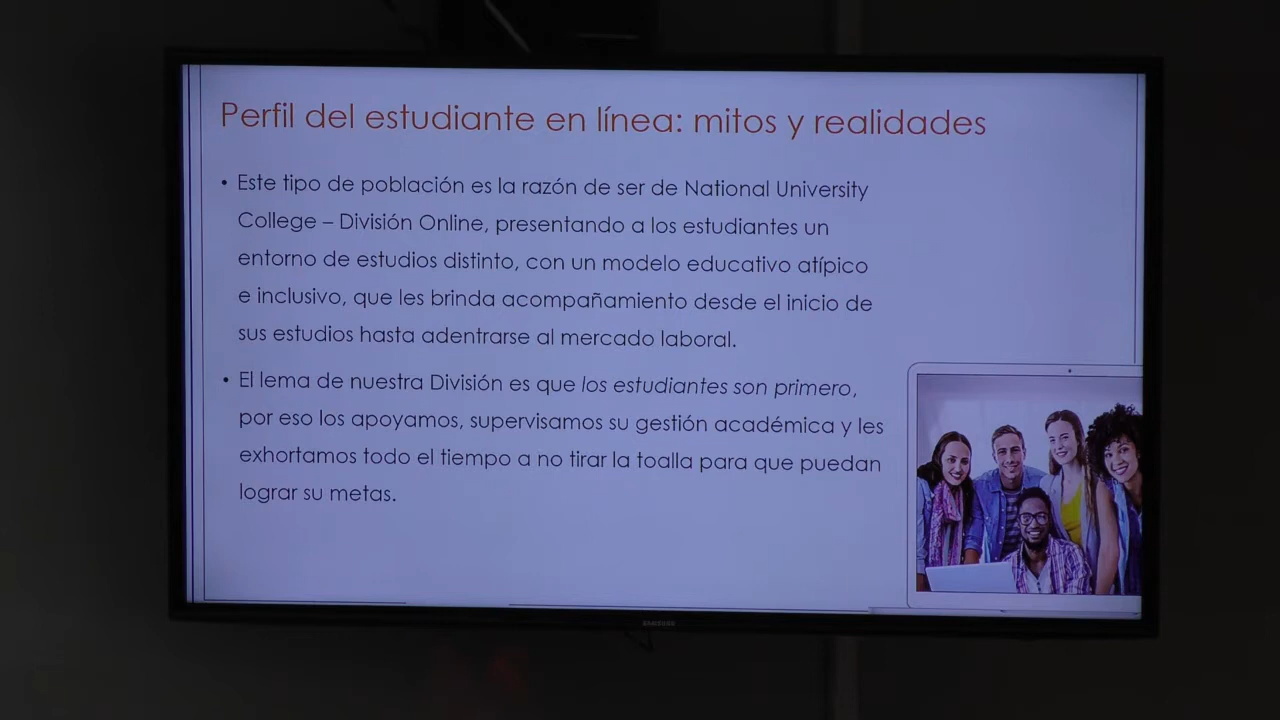 Perfil del estudiante en línea: mitos y realidades
• Este tipo de población es la razón de ser de National University
College – División Online, presentando a los estudiantes un
entorno de estudios distinto, con un modelo educativo atípico
e inclusivo, que les brinda acompañamiento desde el inicio de
sus estudios hasta adentrarse al mercado laboral.
• El lema de nuestra División es que los estudiantes son primero,
por eso los apoyamos, supervisamos su gestión académica y les
exhortamos todo el tiempo a no tirar la toalla para que puedan
lograr su metas.
SAMSUNG